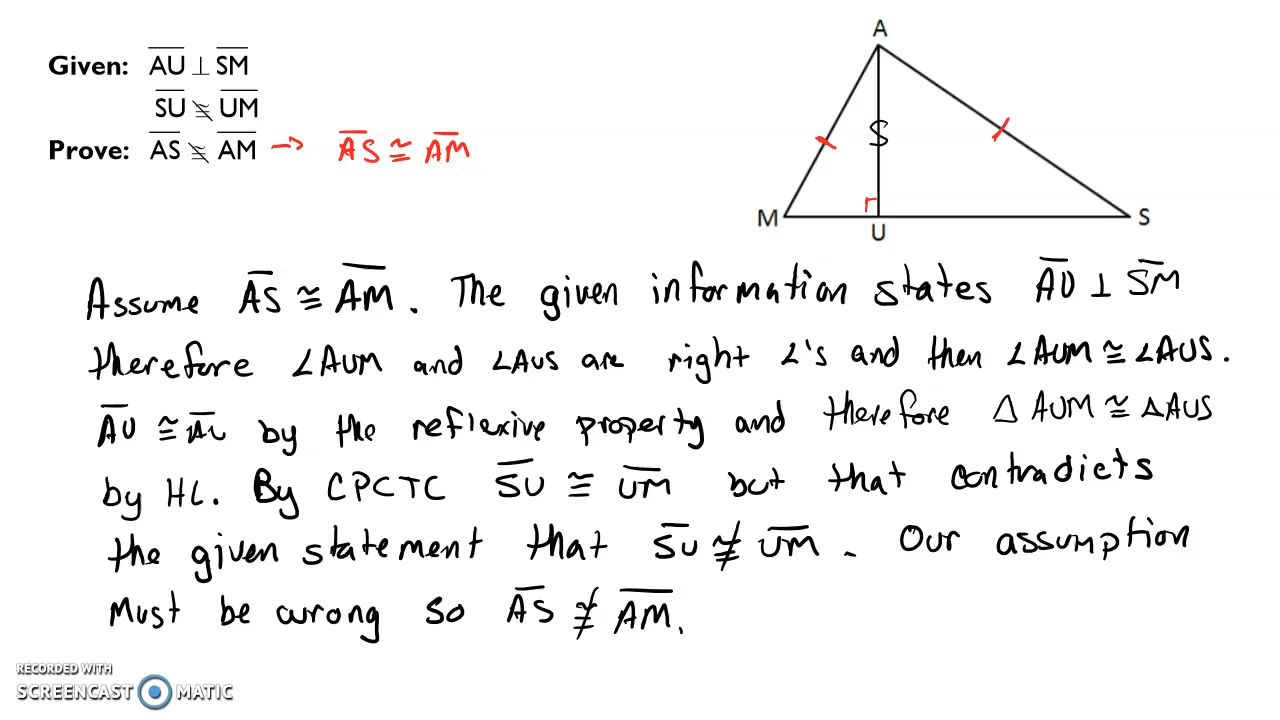 Given: AU ⊥ SM
SU ≇ UM
Prove: AS ≇ AM → AS ≅ AM
A
S
M
U
S
Assume AS ≅ AM. The given information states AU ⊥ SM
therefore ∠AUM and ∠AUS are right ∠'s and then ∠AUM ≅ ∠AUS.
AU ≅ AU by the reflexive property and therefore △AUM ≅ △AUS
by HL. By CPCTC SU ≅ UM but that contradicts
the given statement that SU ≇ UM. Our assumption
must be wrong so AS ≇ AM.
RECORDED WITH
SCREENCAST MATIC